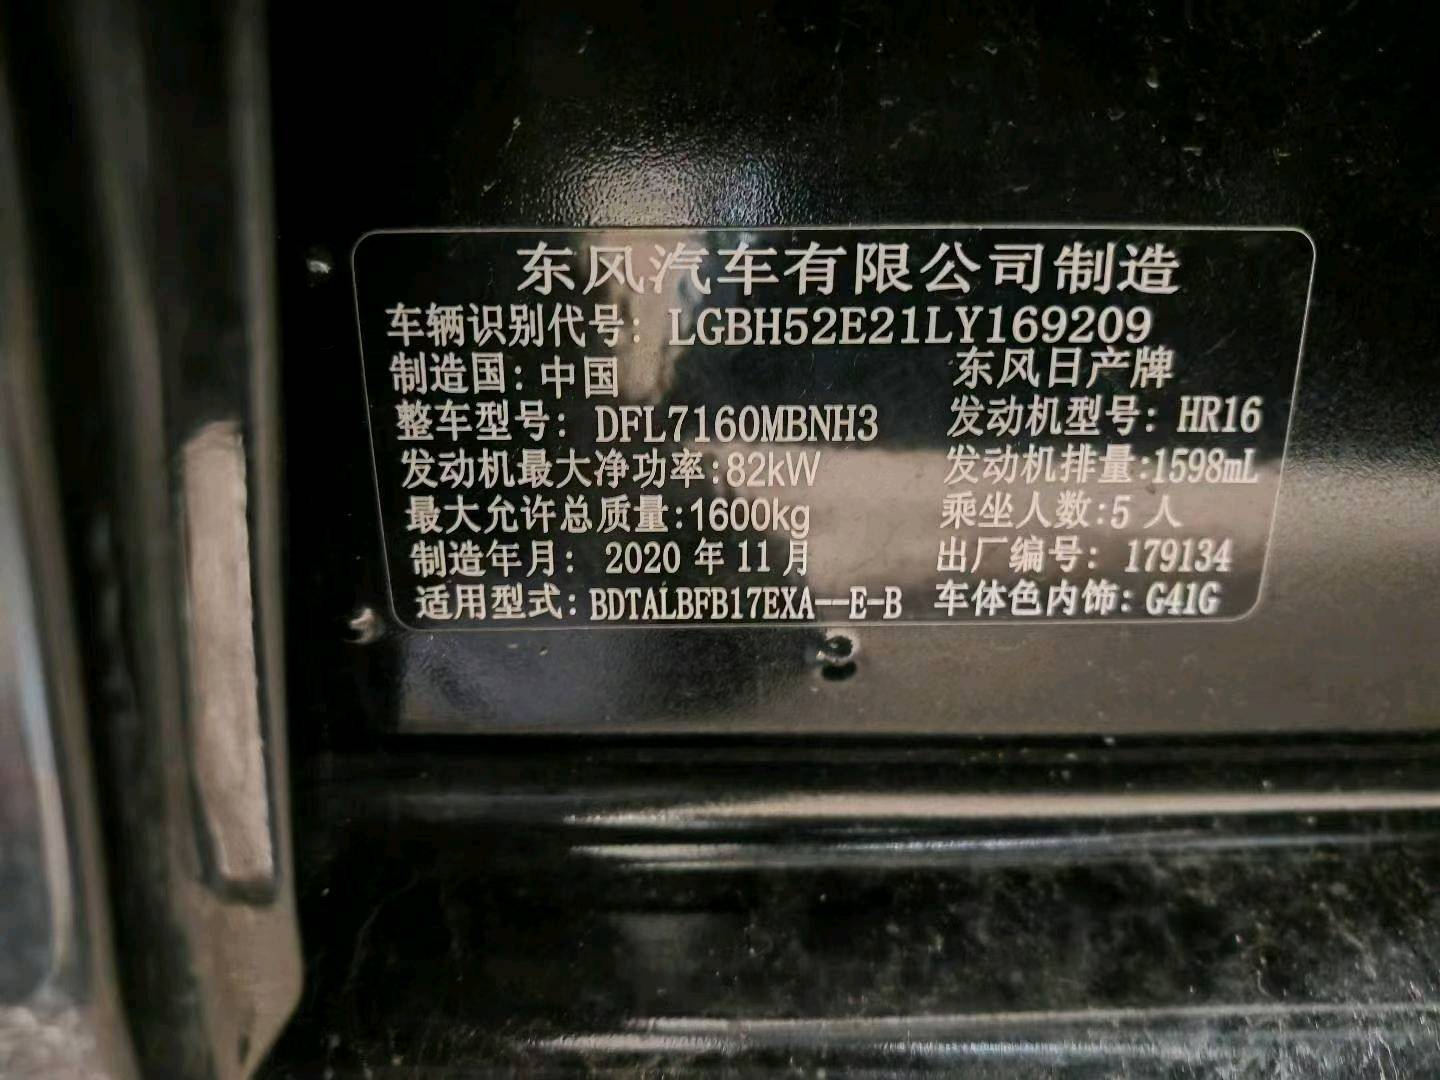 东风汽车有限公司制造
车辆识别代号: LGBH52E21LY169209
制造国: 中国 东风日产牌
整车型号: DFL7160MBNH3 发动机型号: HR16
发动机最大净功率:82kW 发动机排量:1598mL
最大允许总质量:1600kg 乘坐人数:5 人
制造年月: 2020 年 11 月 出厂编号: 179134
适用型式: BDTALBFB17EXA--E-B 车体色内饰: G41G